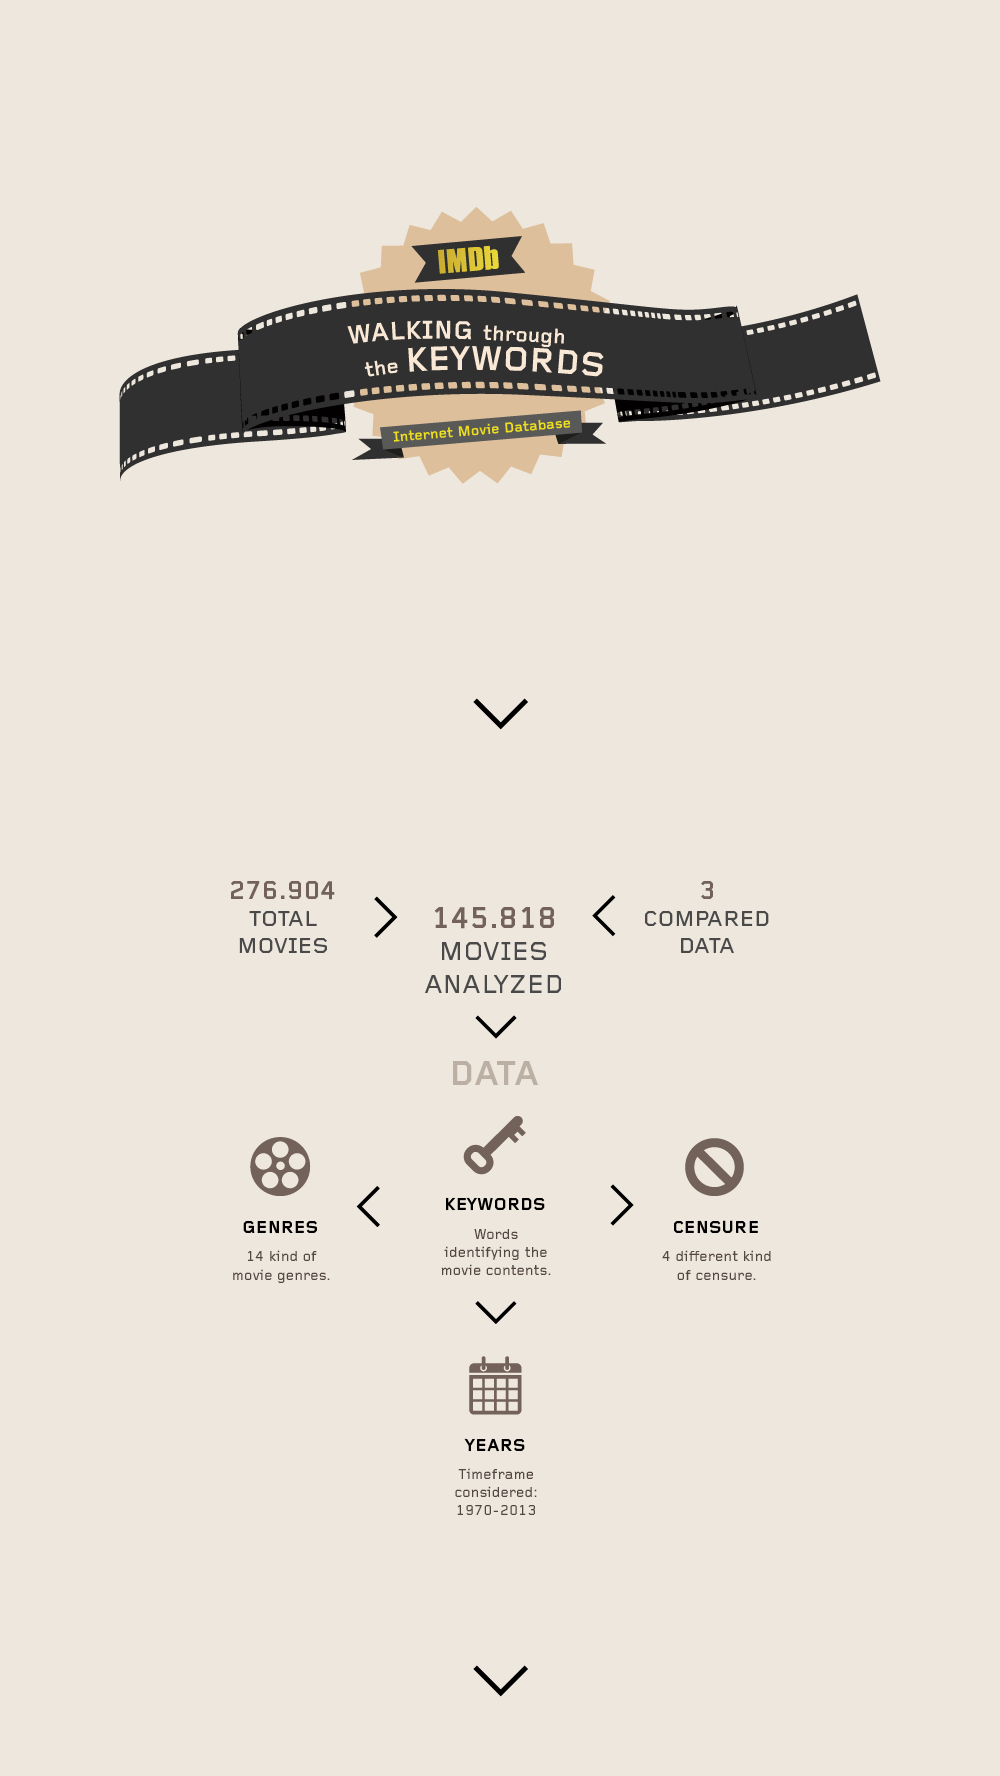 IMDb
WALKING through
the KEYWORDS
Internet Movie Database
276.904
TOTAL
MOVIES
145.818
MOVIES
ANALYZED
3
COMPARED
DATA
DATA
GENRES
14 kind of
movie genres.
KEYWORDS
Words
identifying the
movie contents.
CENSURE
4 different kind
of censure.
YEARS
Timeframe
considered:
1970-2013